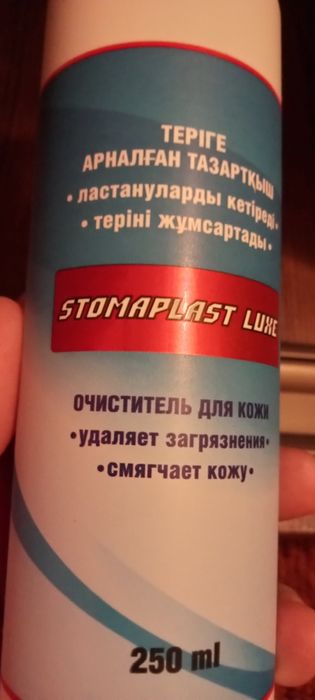 ТЕРІГЕ
АРНАЛҒАН ТАЗАРТҚЫШ
• ластануларды кетіреді•
• теріні жұмсартады•
STOMAPLAST LUXE
ОЧИСТИТЕЛЬ ДЛЯ КОЖИ
•удаляет загрязнения•
•смягчает кожу•
250 ml